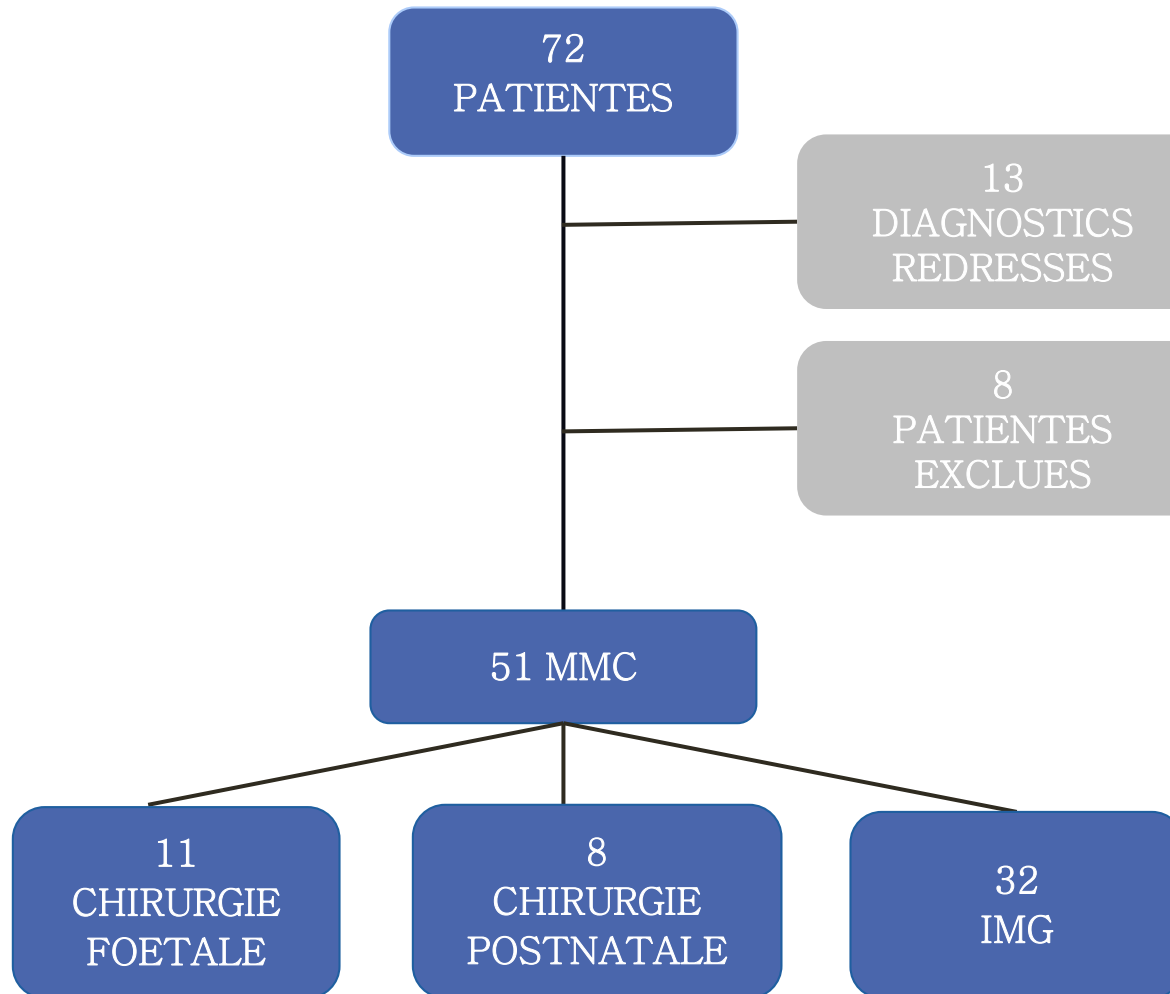 72
PATIENTES
13
DIAGNOSTICS
REDRESSES
8
PATIENTES
EXCLUES
51 MMC
11
CHIRURGIE
FOETALE
8
CHIRURGIE
POSTNATALE
32
IMG